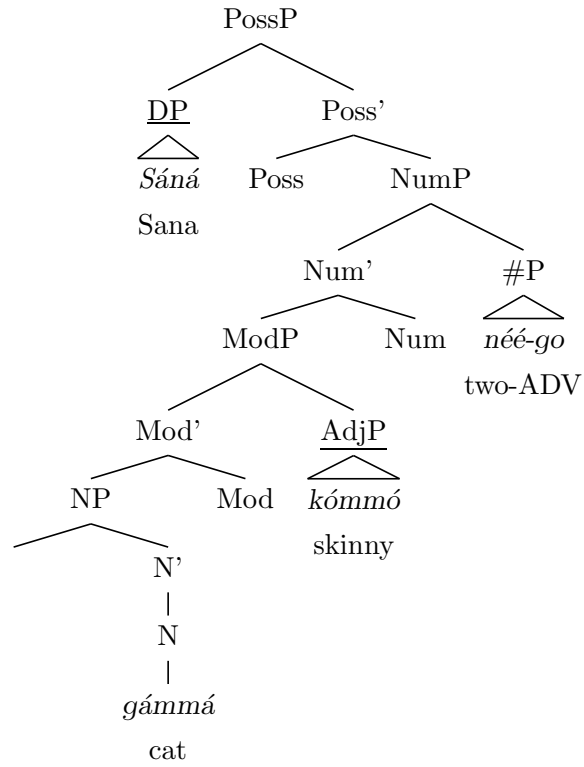 PossP
DP Poss'
Sáná Poss NumP
Sana
Num' #P
ModP Num néé-go
two-ADV
Mod' AdjP
NP Mod kómmó
skinny
N'
N
gámmá
cat